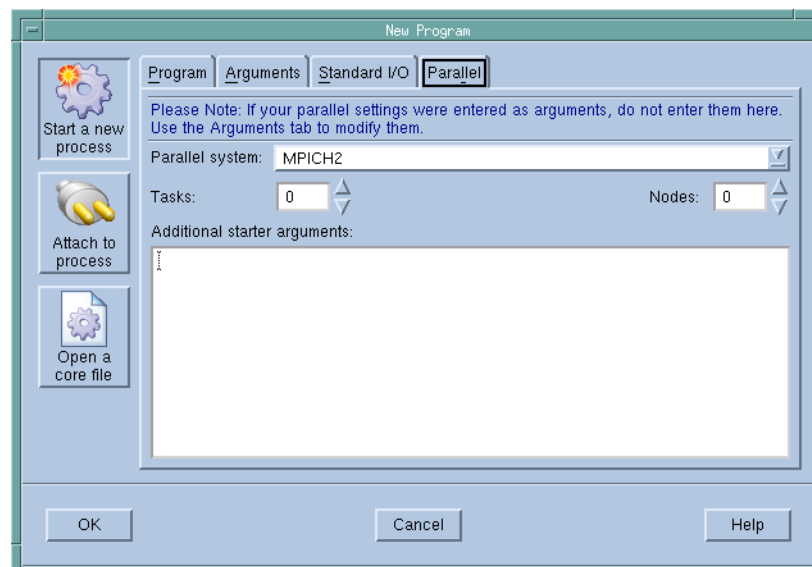 New Program
Program Arguments Standard I/O Parallel
Start a new
process
Attach to
process
Open a
core file
Please Note: If your parallel settings were entered as arguments, do not enter them here.
Use the Arguments tab to modify them.
Parallel system: MPICH2
Tasks: 0 Nodes: 0
Additional starter arguments:
OK Cancel Help